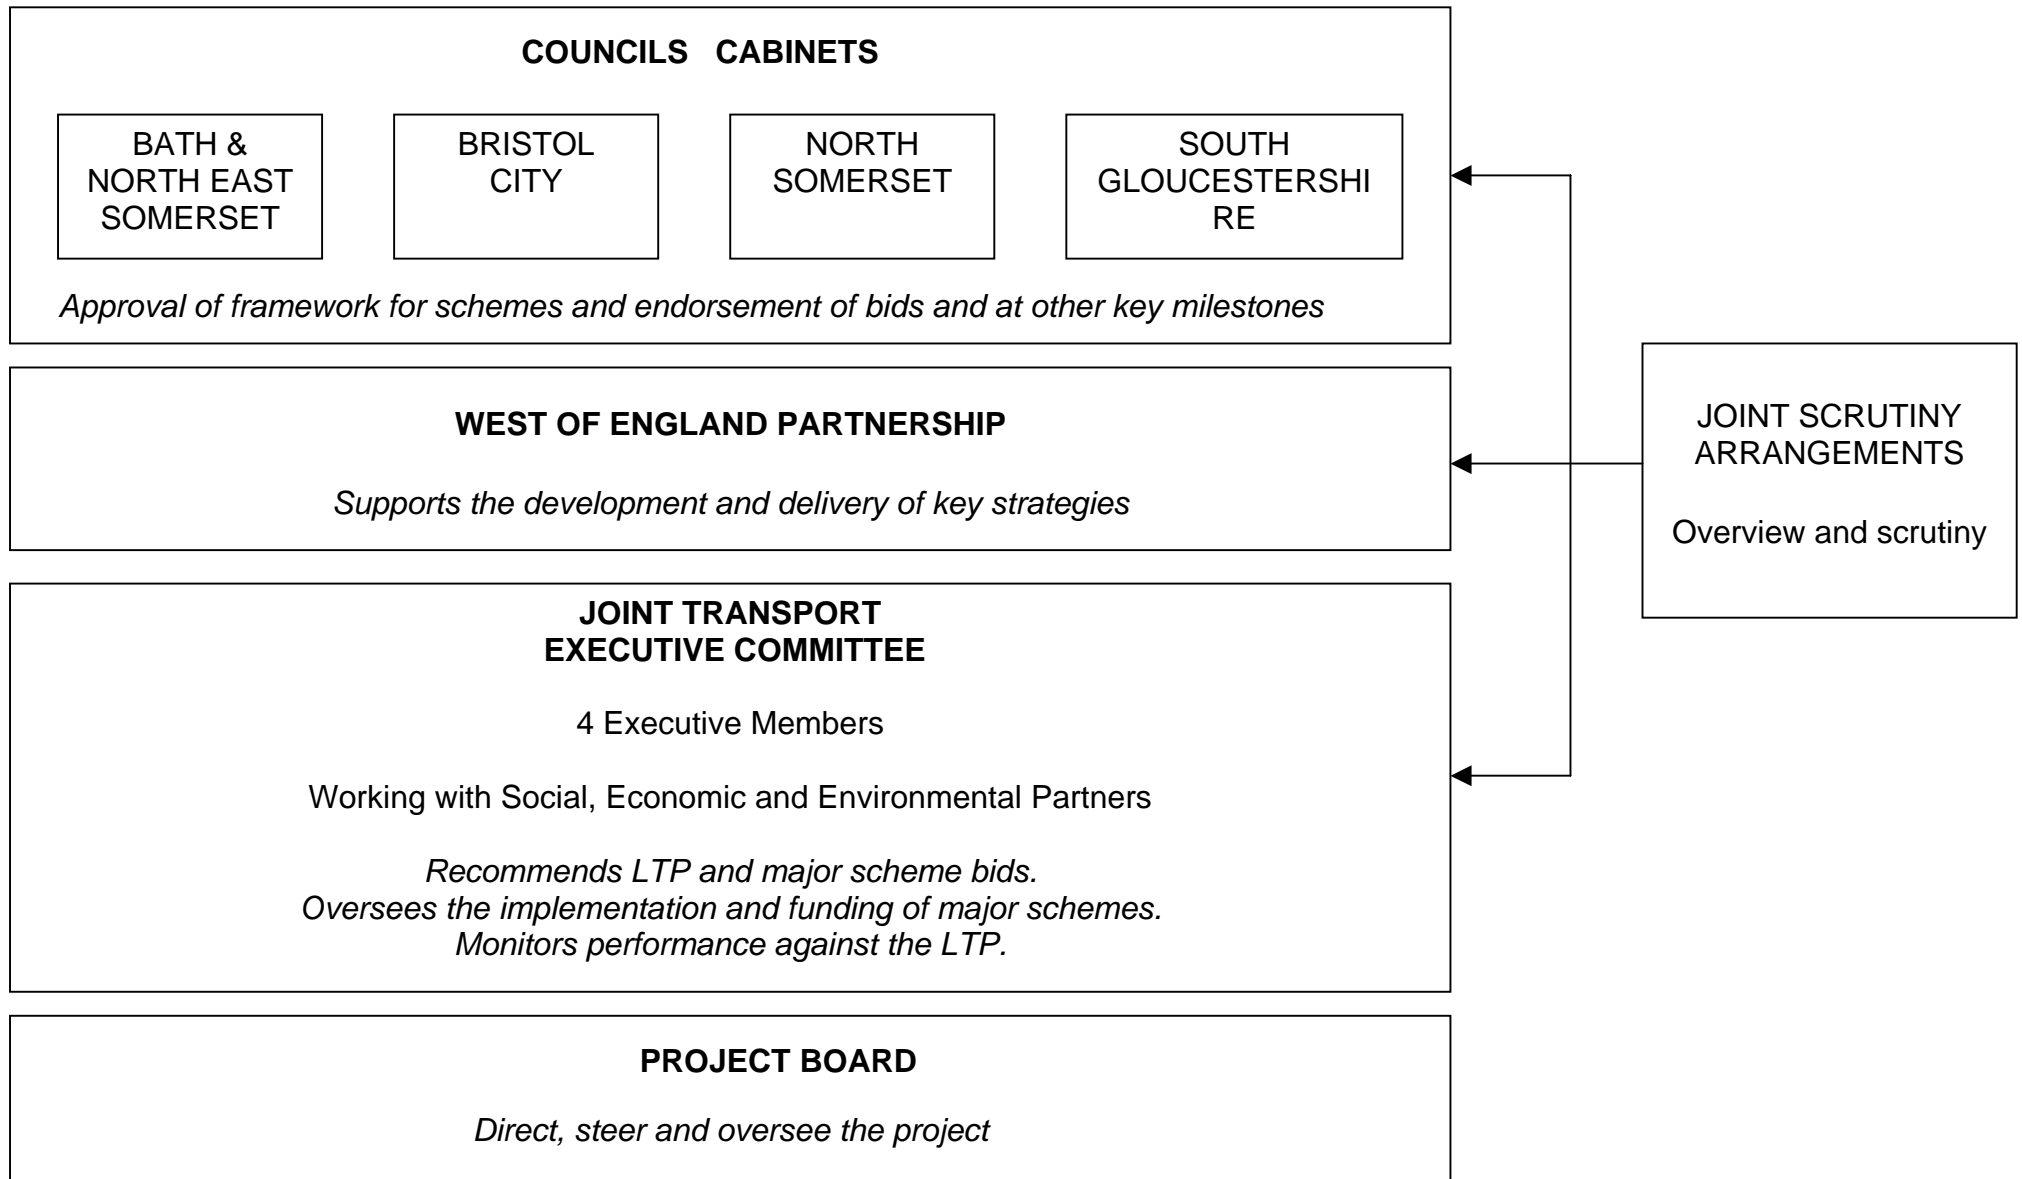 COUNCILS CABINETS
BATH &
NORTH EAST
SOMERSET
BRISTOL
CITY
NORTH
SOMERSET
SOUTH
GLOUCESTERSHI
RE
Approval of framework for schemes and endorsement of bids and at other key milestones
WEST OF ENGLAND PARTNERSHIP
Supports the development and delivery of key strategies
JOINT SCRUTINY
ARRANGEMENTS
Overview and scrutiny
JOINT TRANSPORT
EXECUTIVE COMMITTEE
4 Executive Members
Working with Social, Economic and Environmental Partners
Recommends LTP and major scheme bids.
Oversees the implementation and funding of major schemes.
Monitors performance against the LTP.
PROJECT BOARD
Direct, steer and oversee the project